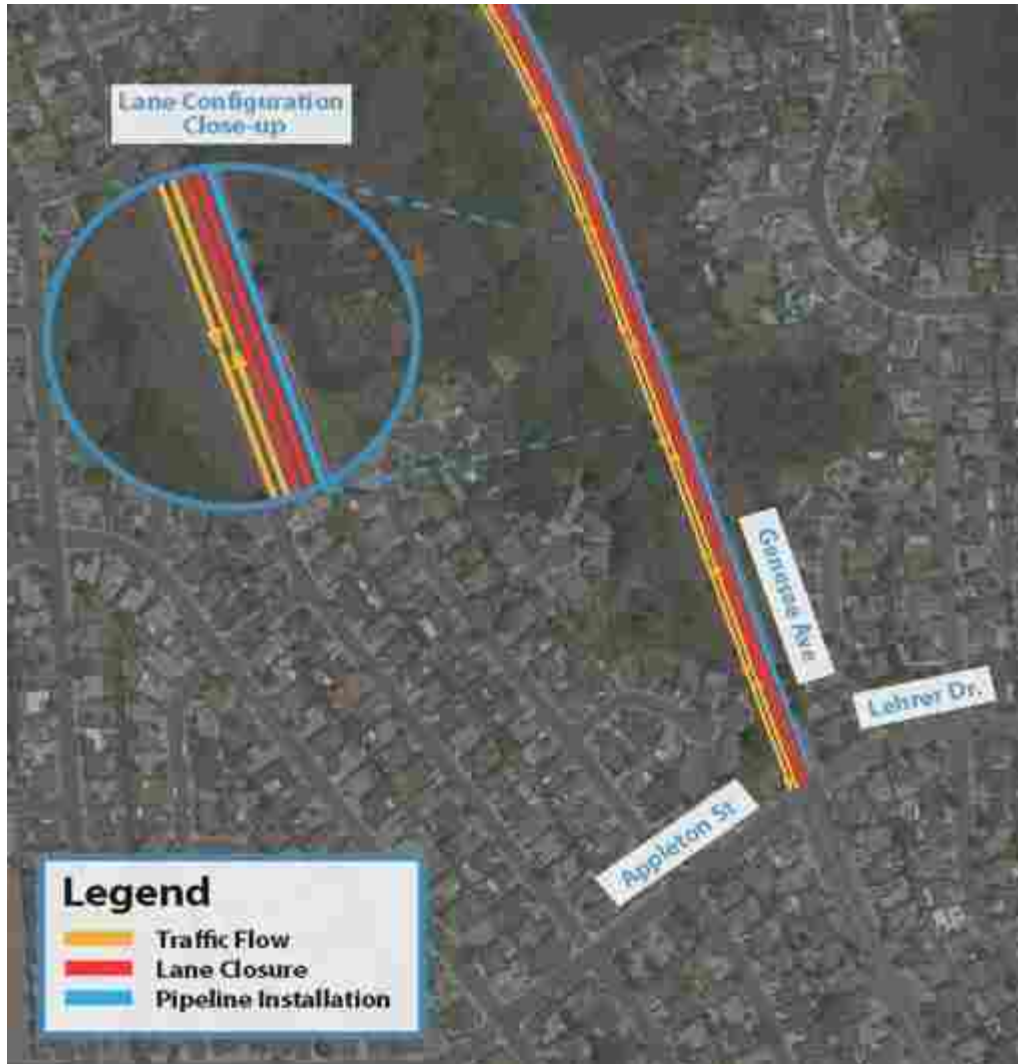 Lane Configuration
Close-up
Genesee Ave
Lehrer Dr.
Appleton St
Legend
Traffic Flow
Lane Closure
Pipeline Installation